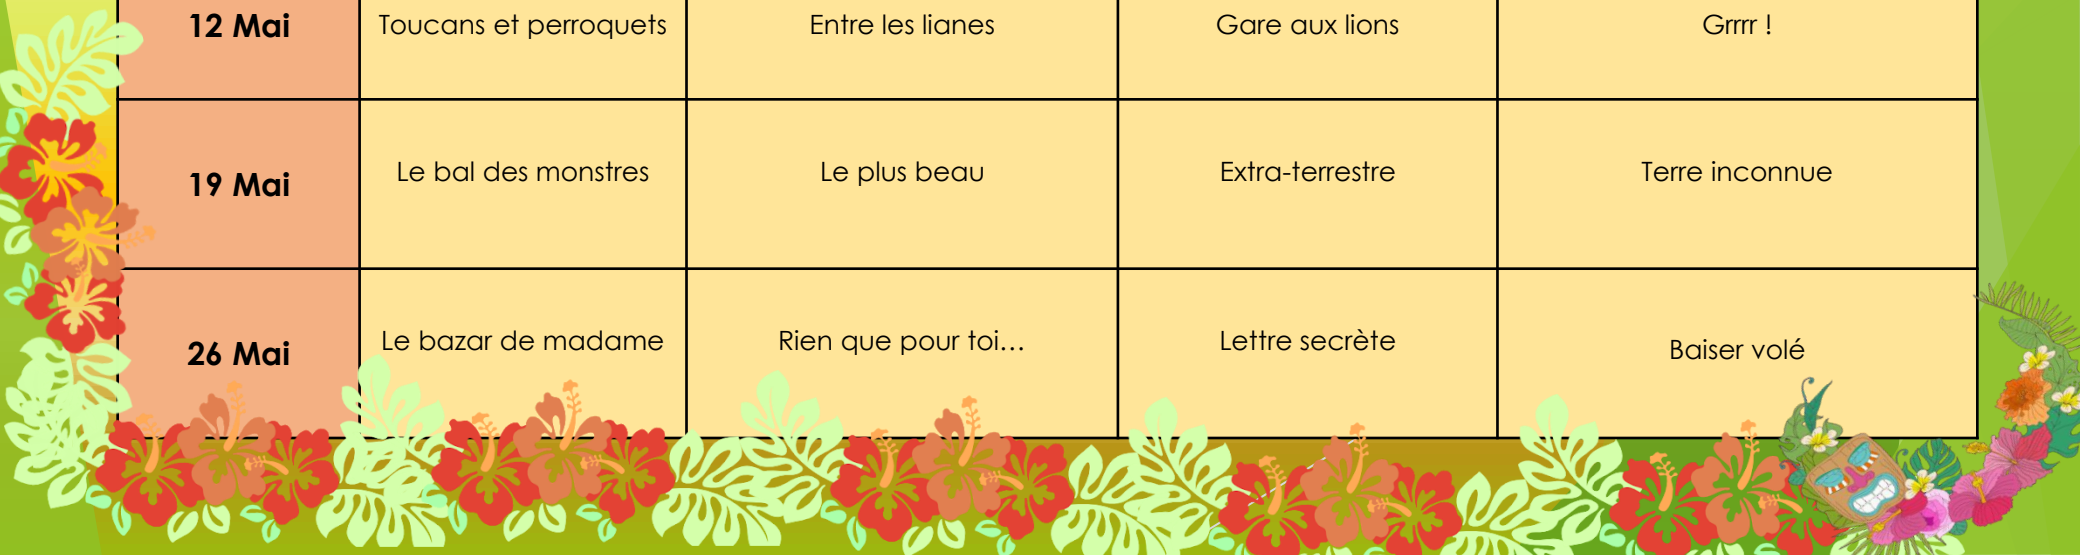 12 Mai
Toucans et perroquets
Entre les lianes
Gare aux lions
Grrrr !
19 Mai
Le bal des monstres
Le plus beau
Extra-terrestre
Terre inconnue
26 Mai
Le bazar de madame
Rien que pour toi…
Lettre secrète
Baiser volé